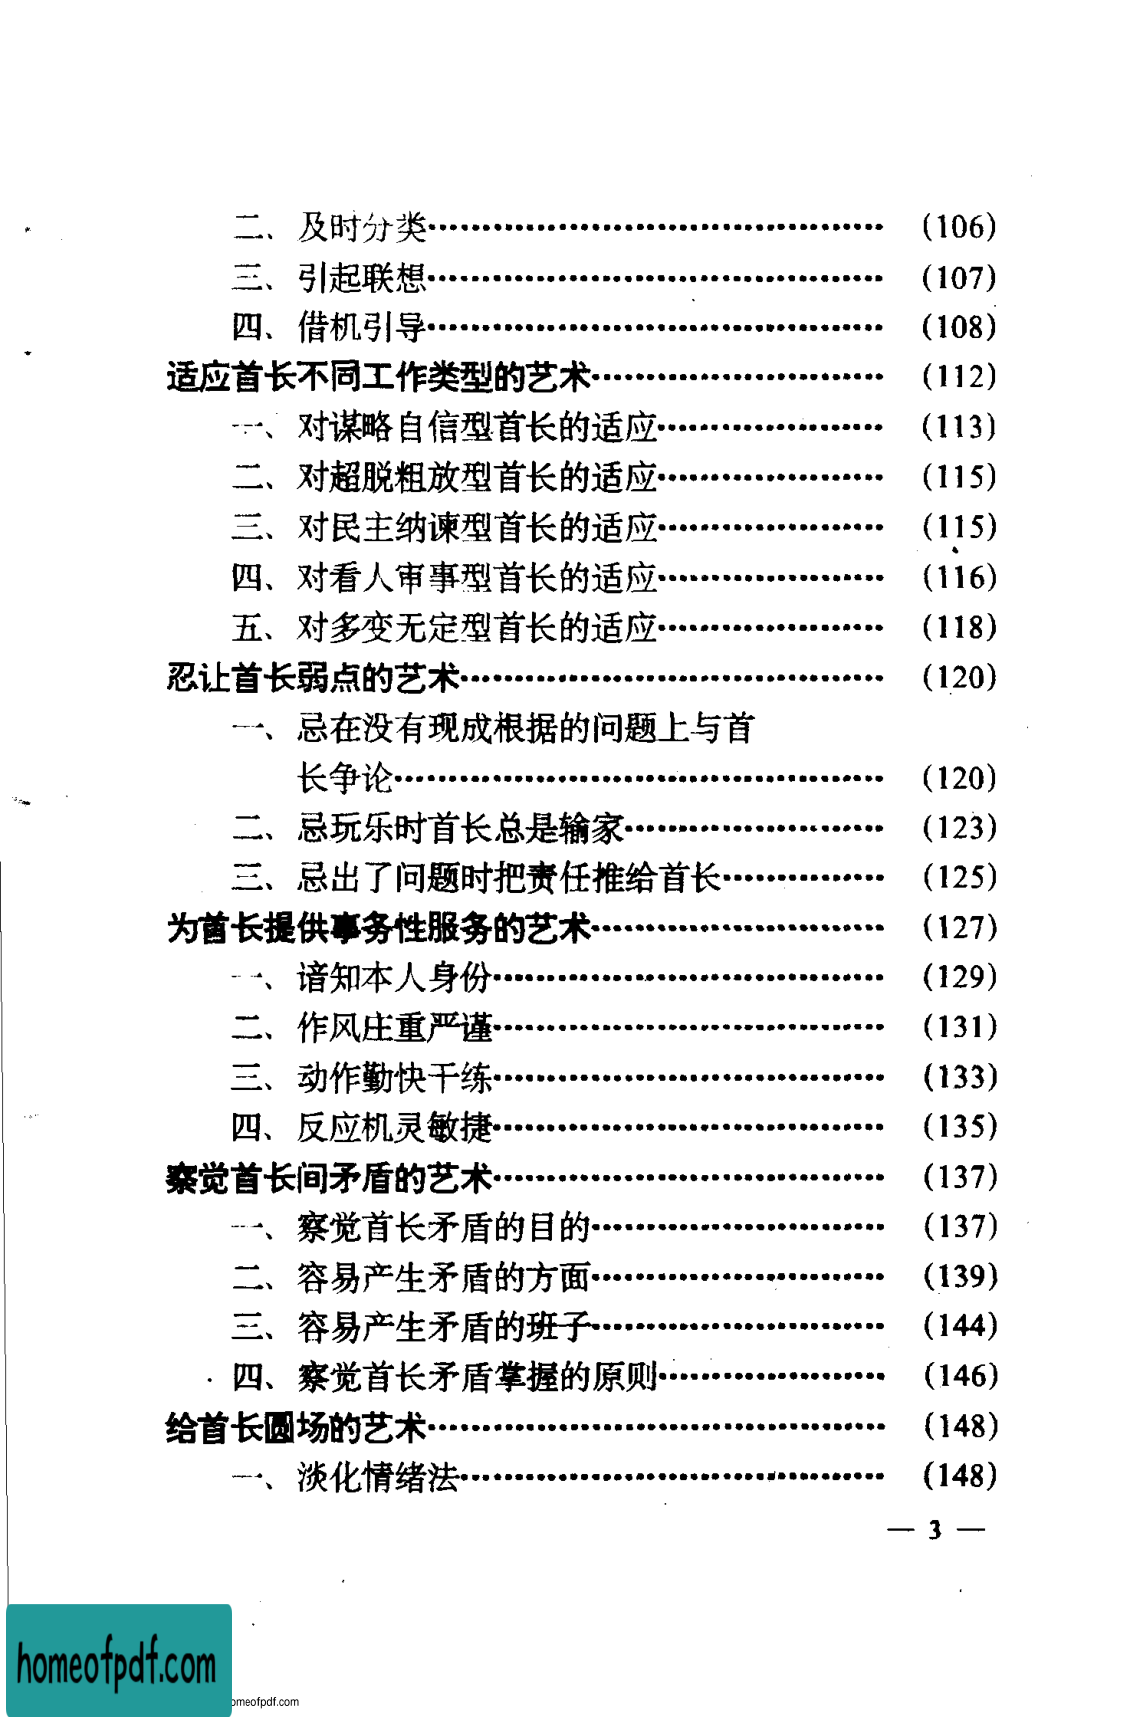 二、及时分类………………………………… (106)
三、引起联想………………………………… (107)
四、借机引导………………………………… (108)
适应首长不同工作类型的艺术…………………… (112)
一、对谋略自信型首长的适应………………… (113)
二、对超脱粗放型首长的适应………………… (115)
三、对民主纳谏型首长的适应………………… (115)
四、对看人审事型首长的适应………………… (116)
五、对多变无定型首长的适应………………… (118)
忍让首长弱点的艺术……………………………… (120)
一、忌在没有现成根据的问题上与首
长争论…………………………………… (120)
二、忌玩乐时首长总是输家………………… (123)
三、忌出了问题时把责任推给首长………… (125)
为首长提供事务性服务的艺术…………………… (127)
一、谙知本人身份…………………………… (129)
二、作风庄重严谨…………………………… (131)
三、动作勤快干练…………………………… (133)
四、反应机灵敏捷…………………………… (135)
察觉首长间矛盾的艺术…………………………… (137)
一、察觉首长矛盾的目的…………………… (137)
二、容易产生矛盾的方面…………………… (139)
三、容易产生矛盾的班子…………………… (144)
四、察觉首长矛盾掌握的原则……………… (146)
给首长圆场的艺术………………………………… (148)
一、淡化情绪法……………………………… (148)
— 3 —
homeofpdf.com
omeofpdf.com